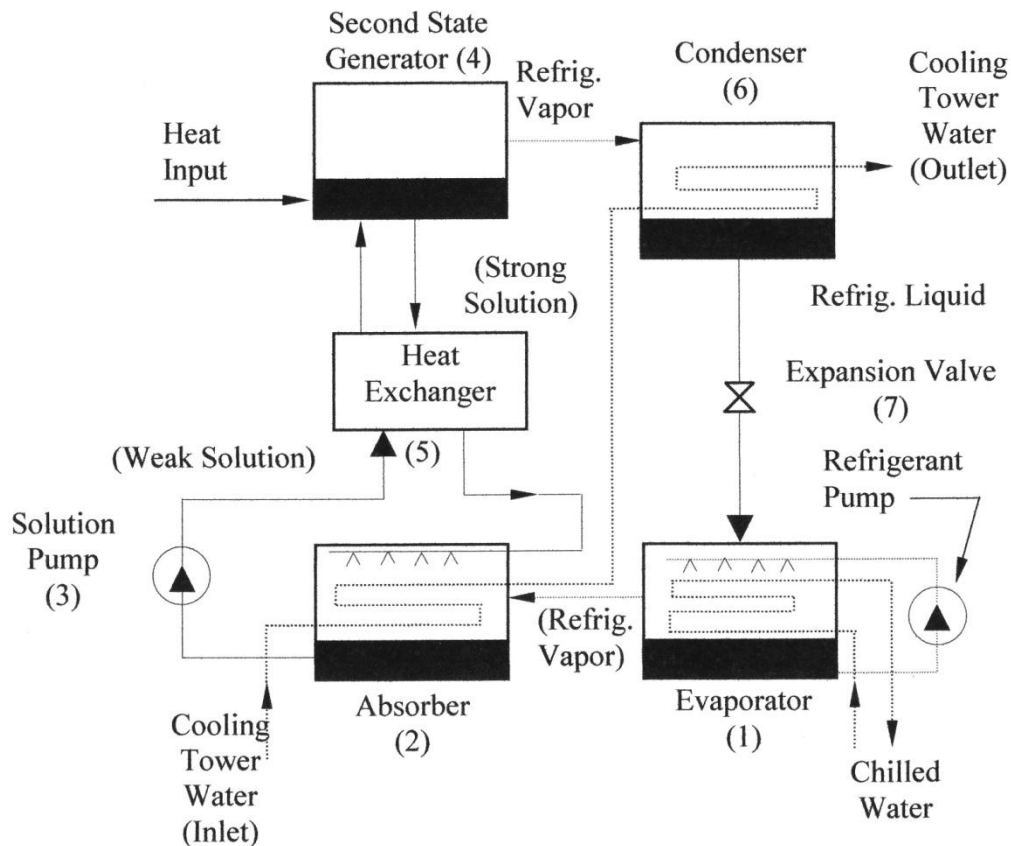 Second State
Generator (4)
Refrig.
Vapor
Condenser
(6)
Cooling
Tower
Water
(Outlet)
Heat
Input
(Strong
Solution)
Refrig. Liquid
Heat
Exchanger
(5)
Expansion Valve
(7)
(Weak Solution)
Refrigerant
Pump
Solution
Pump
(3)
(Refrig.
Vapor)
Absorber
(2)
Evaporator
(1)
Cooling
Tower
Water
(Inlet)
Chilled
Water